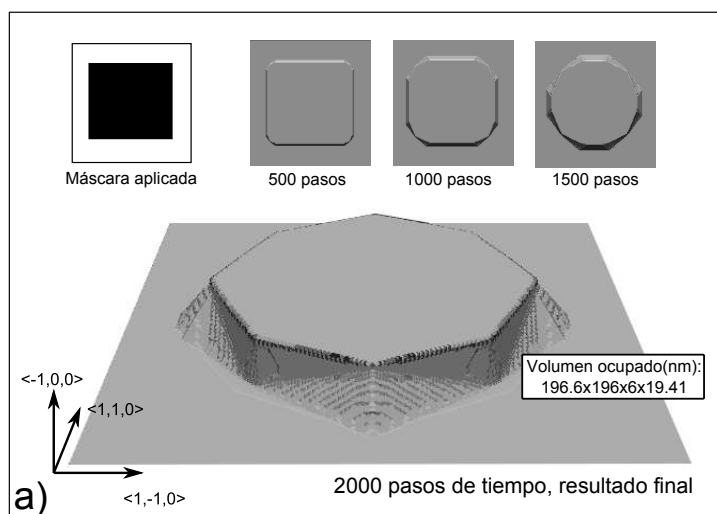 Máscara aplicada
500 pasos
1000 pasos
1500 pasos
Volumen ocupado(nm):
196.6x196x6x19.41
<-1,0,0>
<1,1,0>
<1,-1,0>
2000 pasos de tiempo, resultado final
a)